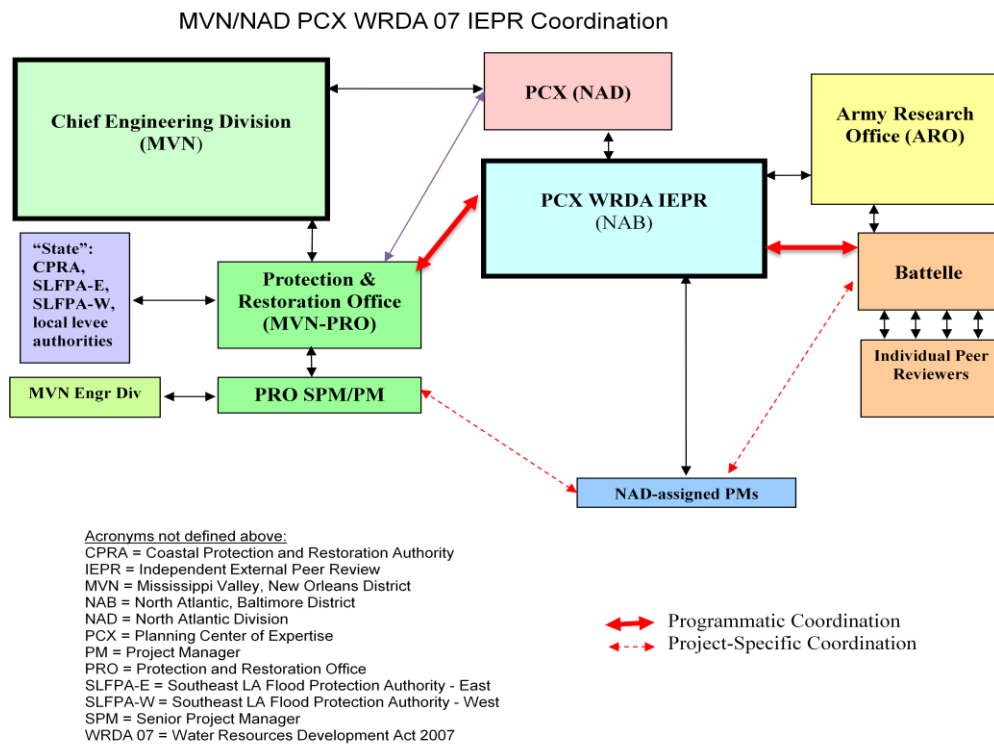 MVN/NAD PCX WRDA 07 IEPR Coordination
Chief Engineering Division
(MVN)
PCX (NAD)
Army Research
Office (ARO)
PCX WRDA IEPR
(NAB)
“State”:
CPRA,
SLFPA-E,
SLFPA-W,
local levee
authorities
Protection &
Restoration Office
(MVN-PRO)
Battelle
Individual Peer
Reviewers
MVN Engr Div
PRO SPM/PM
NAD-assigned PMs
Acronyms not defined above:
CPRA = Coastal Protection and Restoration Authority
IEPR = Independent External Peer Review
MVN = Mississippi Valley, New Orleans District
NAB = North Atlantic, Baltimore District
NAD = North Atlantic Division
PCX = Planning Center of Expertise
PM = Project Manager
PRO = Protection and Restoration Office
SLFPA-E = Southeast LA Flood Protection Authority - East
SLFPA-W = Southeast LA Flood Protection Authority - West
SPM = Senior Project Manager
WRDA 07 = Water Resources Development Act 2007
Programmatic Coordination
Project-Specific Coordination